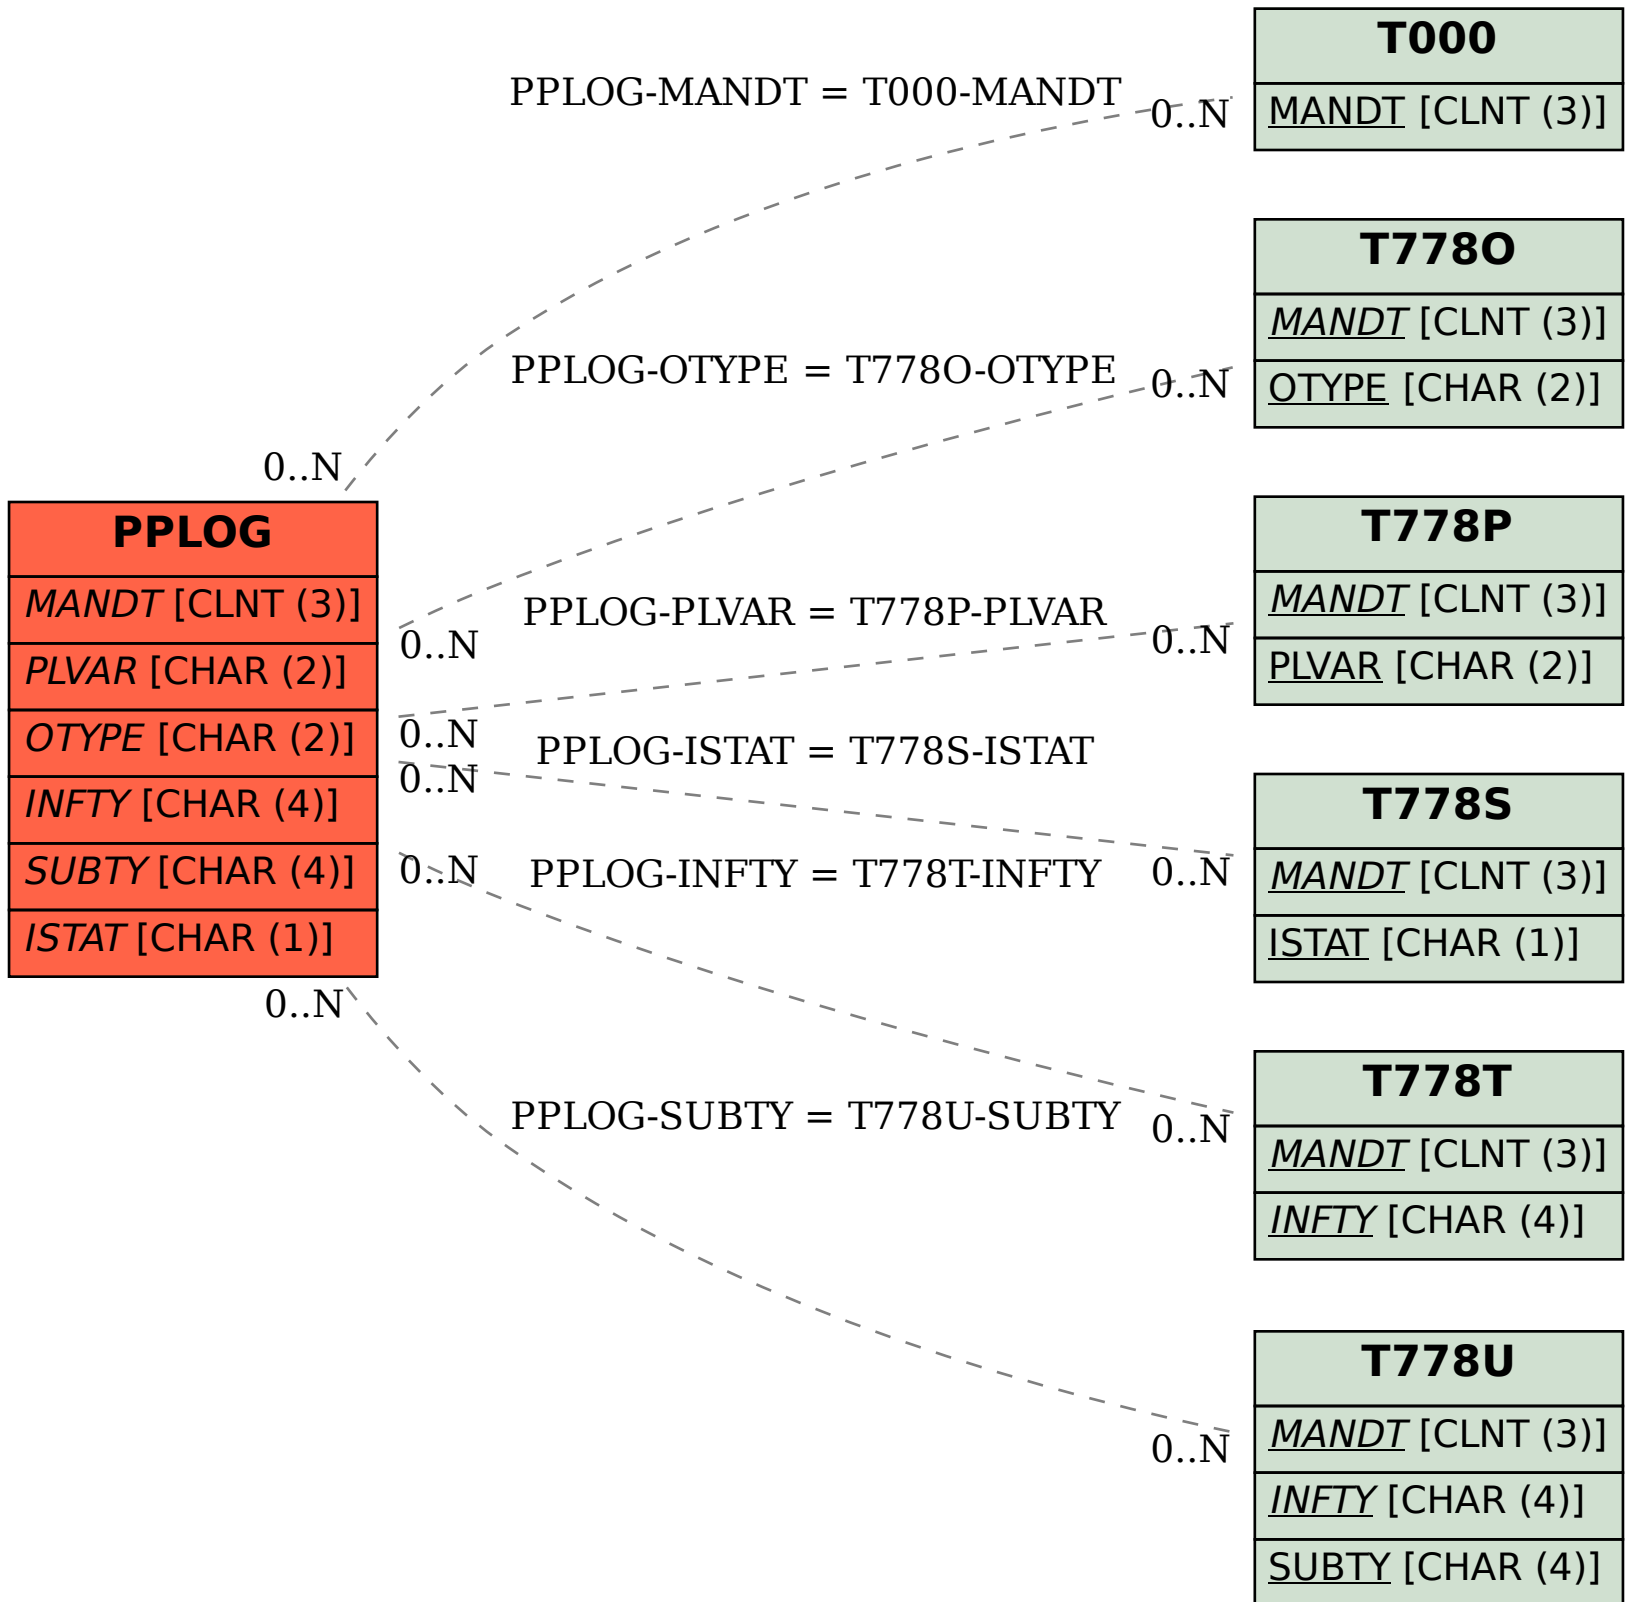 T000
MANDT [CLNT (3)]
PPLOG-MANDT = T000-MANDT
0..N
0..N
T778O
MANDT [CLNT (3)]
OTYPE [CHAR (2)]
PPLOG-OTYPE = T778O-OTYPE
0..N
0..N
PPLOG
MANDT [CLNT (3)]
PLVAR [CHAR (2)]
OTYPE [CHAR (2)]
INFTY [CHAR (4)]
SUBTY [CHAR (4)]
ISTAT [CHAR (1)]
T778P
MANDT [CLNT (3)]
PLVAR [CHAR (2)]
PPLOG-PLVAR = T778P-PLVAR
0..N
0..N
PPLOG-ISTAT = T778S-ISTAT
0..N
0..N
T778S
MANDT [CLNT (3)]
ISTAT [CHAR (1)]
PPLOG-INFTY = T778T-INFTY
0..N
0..N
T778T
MANDT [CLNT (3)]
INFTY [CHAR (4)]
PPLOG-SUBTY = T778U-SUBTY
0..N
0..N
T778U
MANDT [CLNT (3)]
INFTY [CHAR (4)]
SUBTY [CHAR (4)]